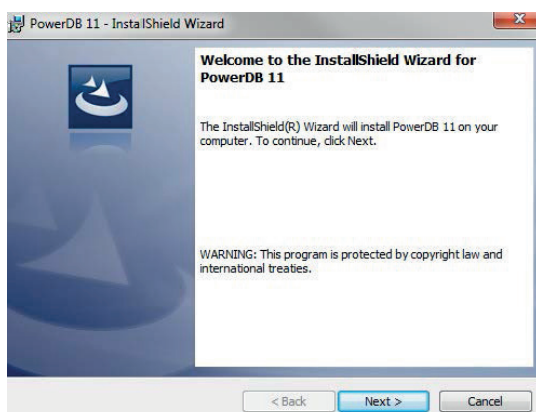 PowerDB 11 - InstallShield Wizard
Welcome to the InstallShield Wizard for
PowerDB 11
The InstallShield(R) Wizard will install PowerDB 11 on your
computer. To continue, click Next.
WARNING: This program is protected by copyright law and
international treaties.
< Back
Next >
Cancel